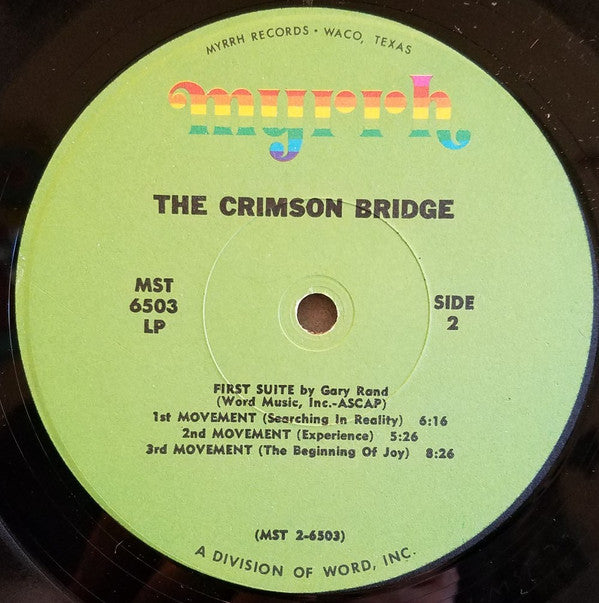 MYRRH RECORDS • WACO, TEXAS
myrrh
THE CRIMSON BRIDGE
MST
6503
LP
SIDE
2
FIRST SUITE by Gary Rand
(Word Music, Inc.-ASCAP)
1st MOVEMENT (Searching In Reality) 6:16
2nd MOVEMENT (Experience) 5:26
3rd MOVEMENT (The Beginning Of Joy) 8:26
(MST 2-6503)
A DIVISION OF WORD, INC.